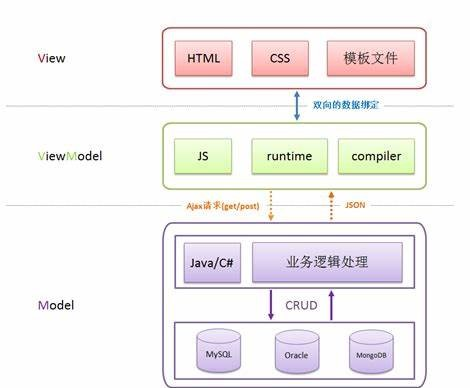 View
HTML
CSS
模板文件
双向的数据绑定
ViewModel
JS
runtime
compiler
Ajax请求(get/post)
JSON
Java/C#
业务逻辑处理
Model
CRUD
MySQL
Oracle
MongoDB